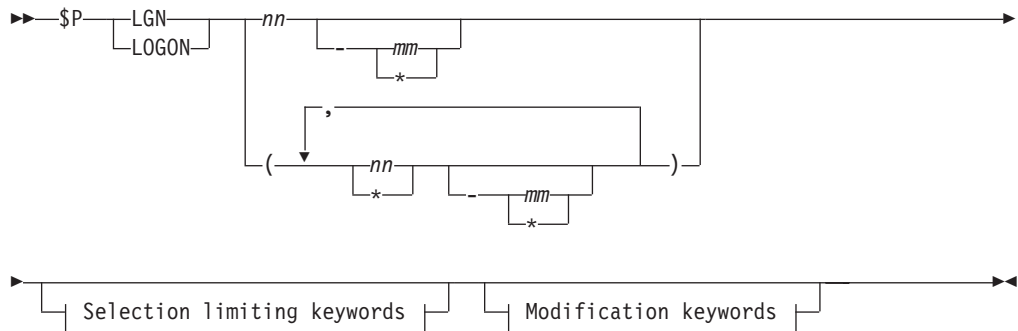 $P LGN nn
LOGON - mm
*
,
( nn )
* - mm
*
Selection limiting keywords Modification keywords